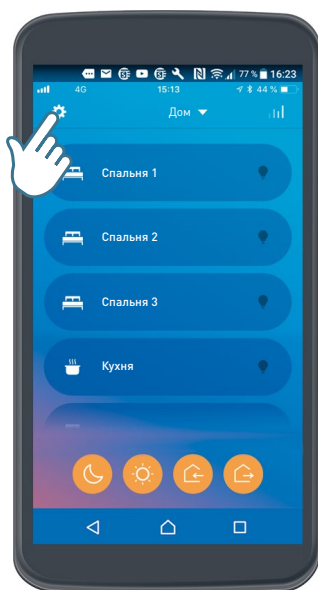 77 % 16:23
4G 15:13 44 %
Дом
Спальня 1
Спальня 2
Спальня 3
Кухня